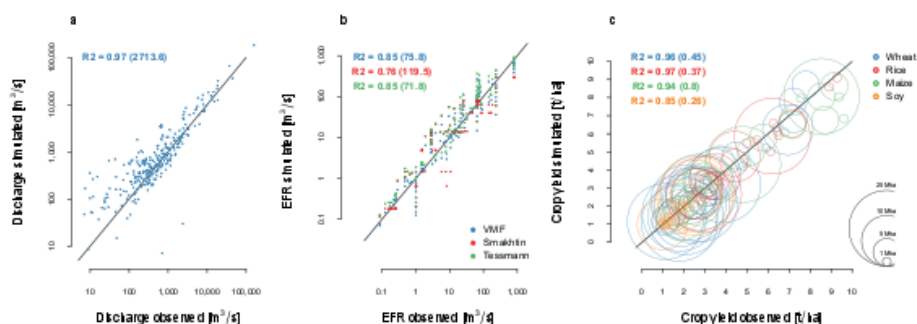 a
R2 = 0.97 (2713.6)
Discharge simulated [m³/s]
100,000
10,000
1,000
100
10
10 100 1,000 10,000 100,000
Discharge observed [m³/s]
b
R2 = 0.85 (75.8)
R2 = 0.76 (119.5)
R2 = 0.85 (71.8)
EFR simulated [m³/s]
1,000
100
10
1
0.1
VMF
Smakhtin
Tessmann
0.1 1 10 100 1,000
EFR observed [m³/s]
c
R2 = 0.96 (0.45)
R2 = 0.97 (0.37)
R2 = 0.94 (0.8)
R2 = 0.85 (0.26)
Crop yield simulated [t/ha]
10
9
8
7
6
5
4
3
2
1
0
0 1 2 3 4 5 6 7 8 9 10
Crop yield observed [t/ha]
Wheat
Rice
Maize
Soy
20 Mha
10 Mha
5 Mha
1 Mha